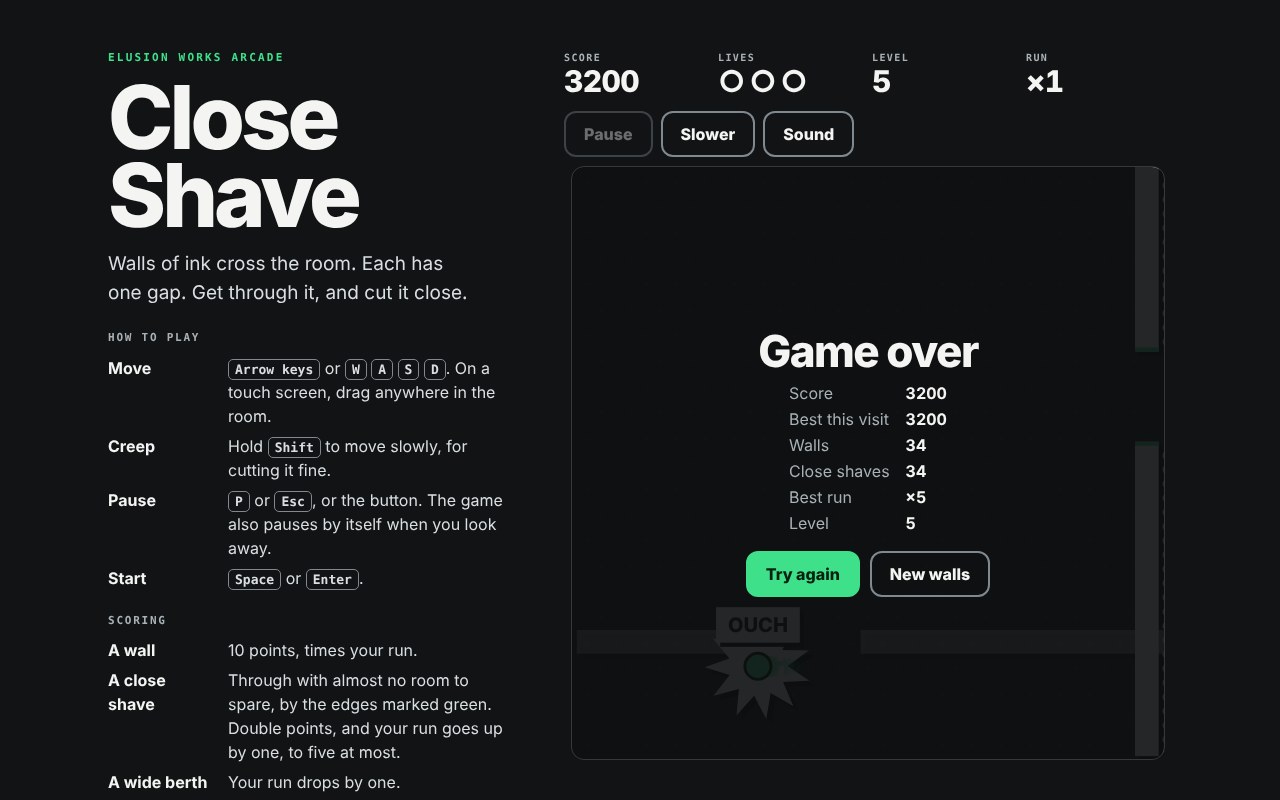 ELUSION WORKS ARCADE
Close
Shave
Walls of ink cross the room. Each has
one gap. Get through it, and cut it close.
HOW TO PLAY
Move Arrow keys or W A S D. On a
touch screen, drag anywhere in the
room.
Creep Hold Shift to move slowly, for
cutting it fine.
Pause P or Esc, or the button. The game
also pauses by itself when you look
away.
Start Space or Enter.
SCORING
A wall 10 points, times your run.
A close Through with almost no room to
shave spare, by the edges marked green.
Double points, and your run goes up
by one, to five at most.
A wide berth Your run drops by one.
SCORE LIVES LEVEL RUN
3200 5 ×1
Pause Slower Sound
Game over
Score 3200
Best this visit 3200
Walls 34
Close shaves 34
Best run ×5
Level 5
Try again New walls
OUCH